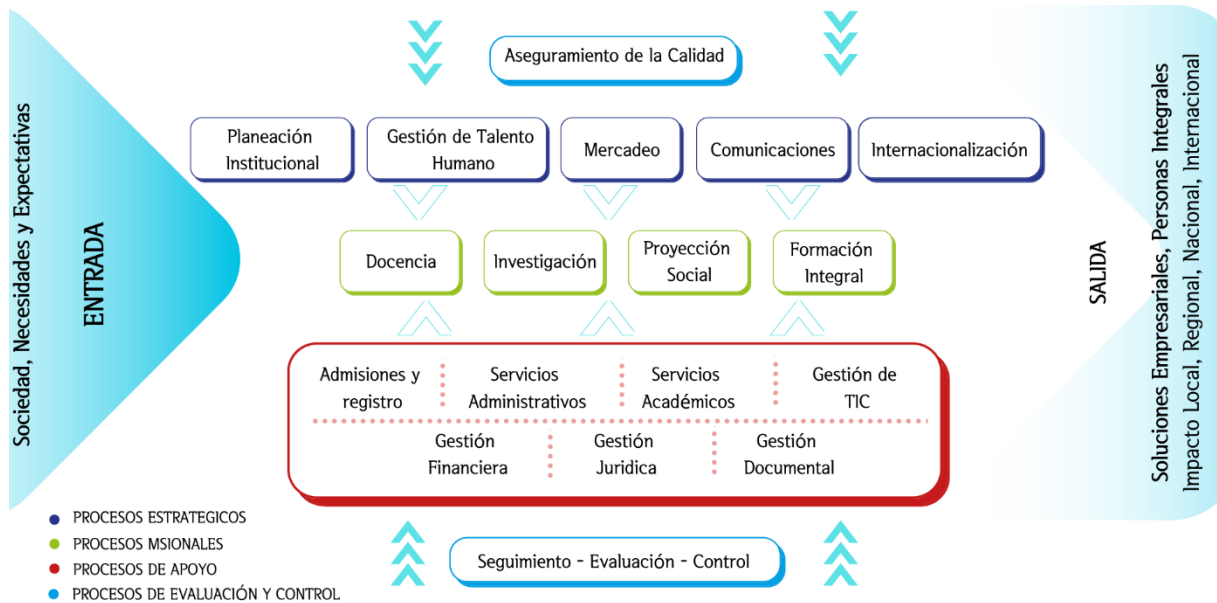 Sociedad, Necesidades y Expectativas
ENTRADA
Aseguramiento de la Calidad
Planeación
Institucional
Gestión de Talento
Humano
Mercadeo
Comunicaciones
Internacionalización
Docencia
Investigación
Proyección
Social
Formación
Integral
Admisiones y
registro
Servicios
Administrativos
Servicios
Académicos
Gestión de
TIC
Gestión
Financiera
Gestión
Juridica
Gestión
Documental
Seguimiento - Evaluación - Control
PROCESOS ESTRATEGICOS
PROCESOS MSIONALES
PROCESOS DE APOYO
PROCESOS DE EVALUACIÓN Y CONTROL
SALIDA
Soluciones Empresariales, Personas Integrales
Impacto Local, Regional, Nacional, Internacional